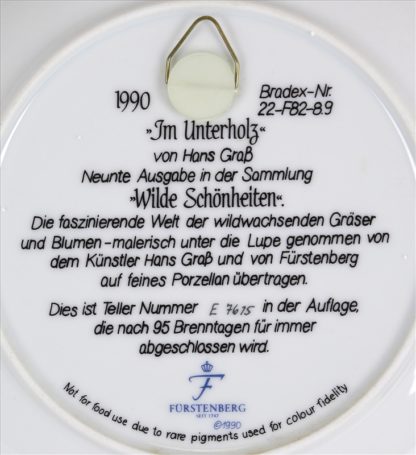 1990
Bradex-Nr.
22-F82-8.9
„Im Unterholz“
von Hans Graß
Neunte Ausgabe in der Sammlung
„Wilde Schönheiten“.
Die faszinierende Welt der wildwachsenden Gräser
und Blumen-malerisch unter die Lupe genommen von
dem Künstler Hans Graß und von Fürstenberg
auf feines Porzellan übertragen.
Dies ist Teller Nummer E 7615 in der Auflage,
die nach 95 Brenntagen für immer
abgeschlossen wird.
F
FÜRSTENBERG
SEIT 1747
©1990
Not for food use due to rare pigments used for colour fidelity